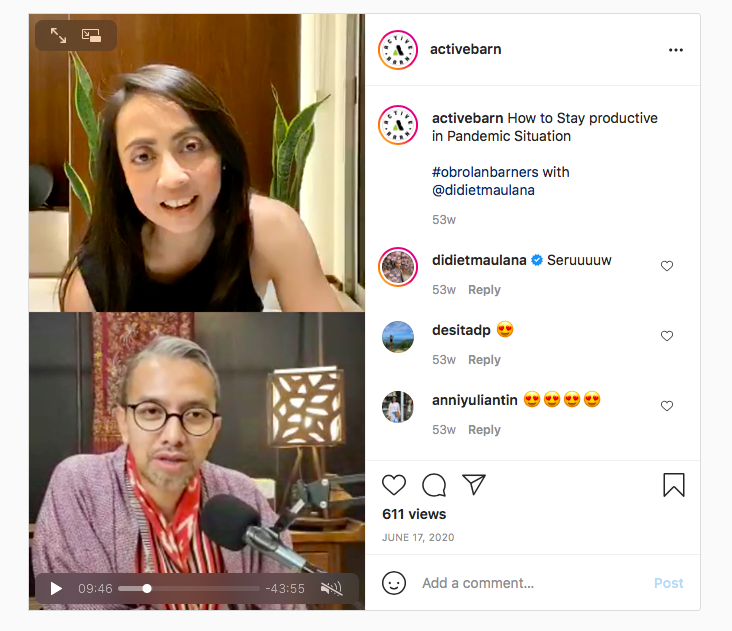 activebarn
activebarn How to Stay productive
in Pandemic Situation
#obrolanbarners with
@didietmaulana
53w
didietmaulana Seruuuuw
53w Reply
desitadp 😍
53w Reply
anniyuliantin 😍😍😍😍
53w Reply
611 views
JUNE 17, 2020
Add a comment... Post
09:46 -43:55